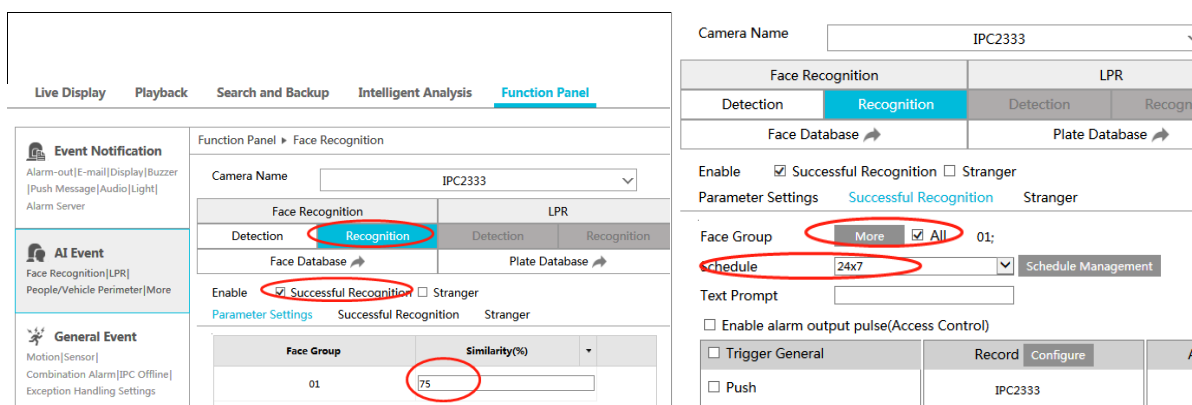 Live Display Playback Search and Backup Intelligent Analysis Function Panel
Event Notification
Alarm-out|E-mail|Display|Buzzer
|Push Message|Audio|Light|
Alarm Server
AI Event
Face Recognition|LPR|
People/Vehicle Perimeter|More
General Event
Motion|Sensor|
Combination Alarm|IPC Offline|
Exception Handling Settings
Function Panel Face Recognition
Camera Name IPC2333
Face Recognition LPR
Detection Recognition Detection Recognition
Face Database Plate Database
Enable Successful Recognition Stranger
Parameter Settings Successful Recognition Stranger
Face Group Similarity(%)
01 75
Camera Name IPC2333
Face Recognition LPR
Detection Recognition Detection Recogn
Face Database Plate Database
Enable Successful Recognition Stranger
Parameter Settings Successful Recognition Stranger
Face Group More All 01;
Schedule 24x7 Schedule Management
Text Prompt
Enable alarm output pulse(Access Control)
Trigger General Record Configure A
Push IPC2333